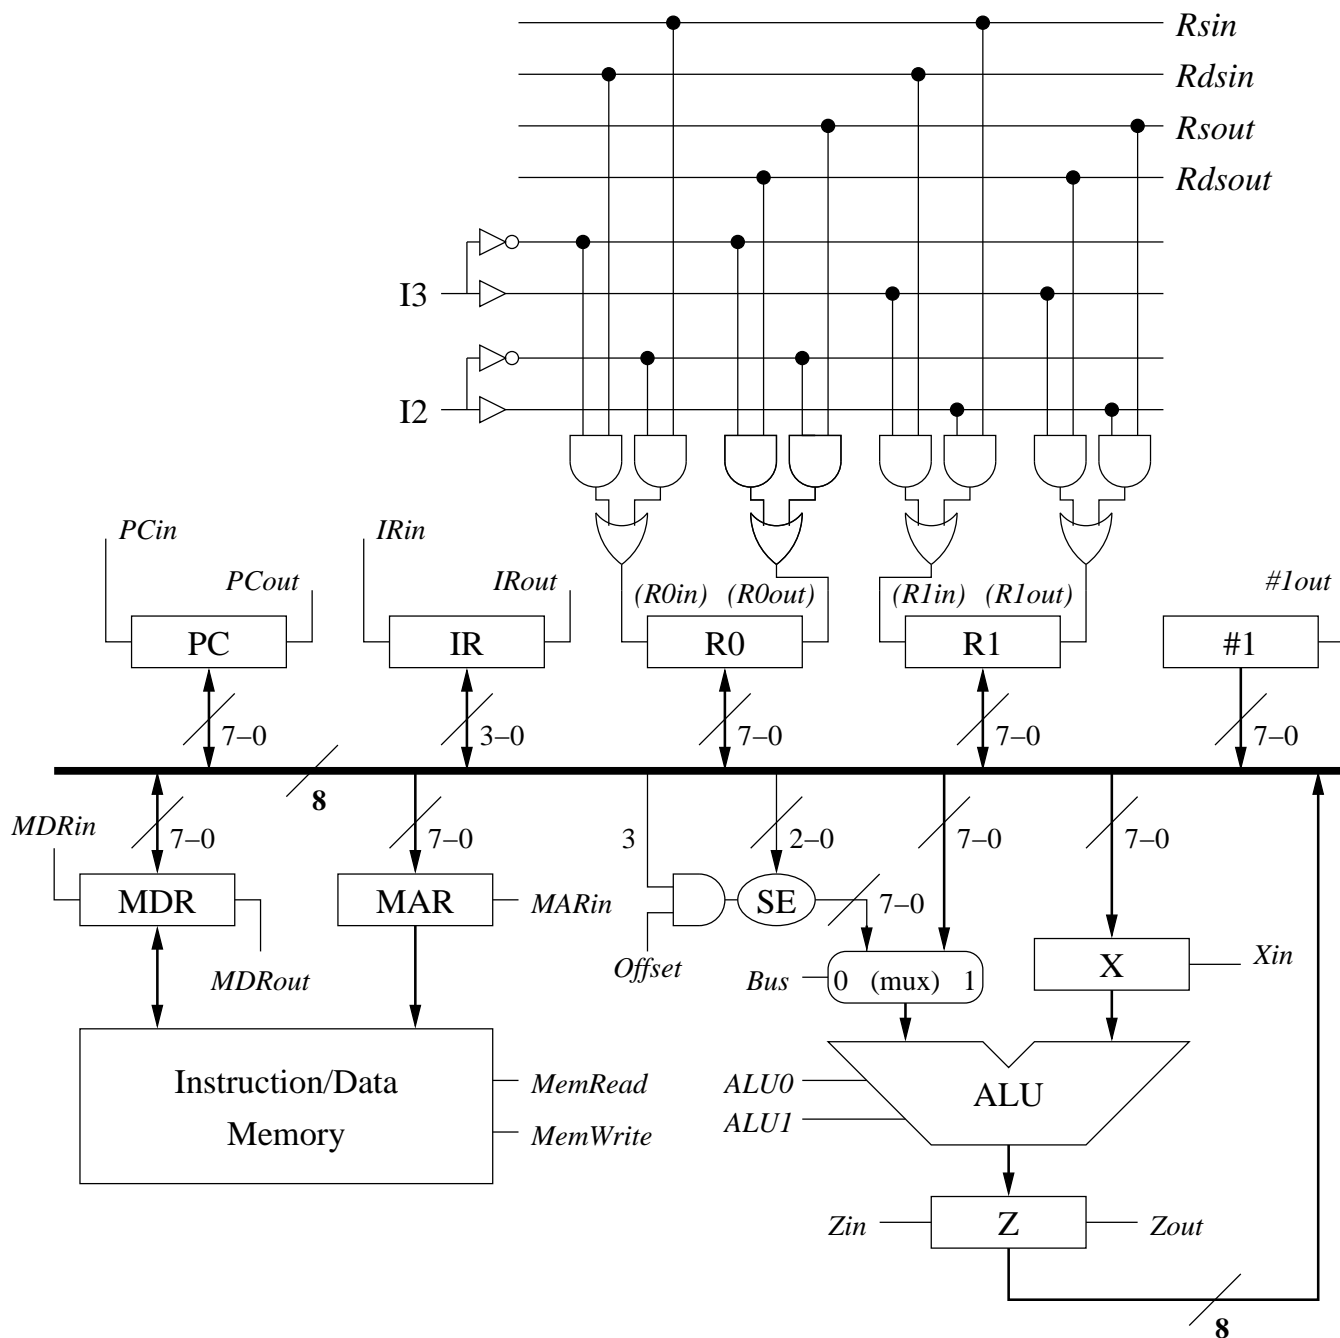 Rsin
Rdsin
Rsout
Rdsout
I3
I2
PCin
IRin
PCout
IRout
(R0in) (R0out)
(R1in) (R1out)
#1out
PC
IR
R0
R1
#1
7–0
3–0
7–0
7–0
7–0
8
MDRin
7–0
7–0
3
2–0
7–0
7–0
MDR
MAR
MARin
SE
7–0
MDRout
Offset
Bus
0 (mux) 1
X
Xin
Instruction/Data
Memory
MemRead
MemWrite
ALU0
ALU1
ALU
Zin
Z
Zout
8